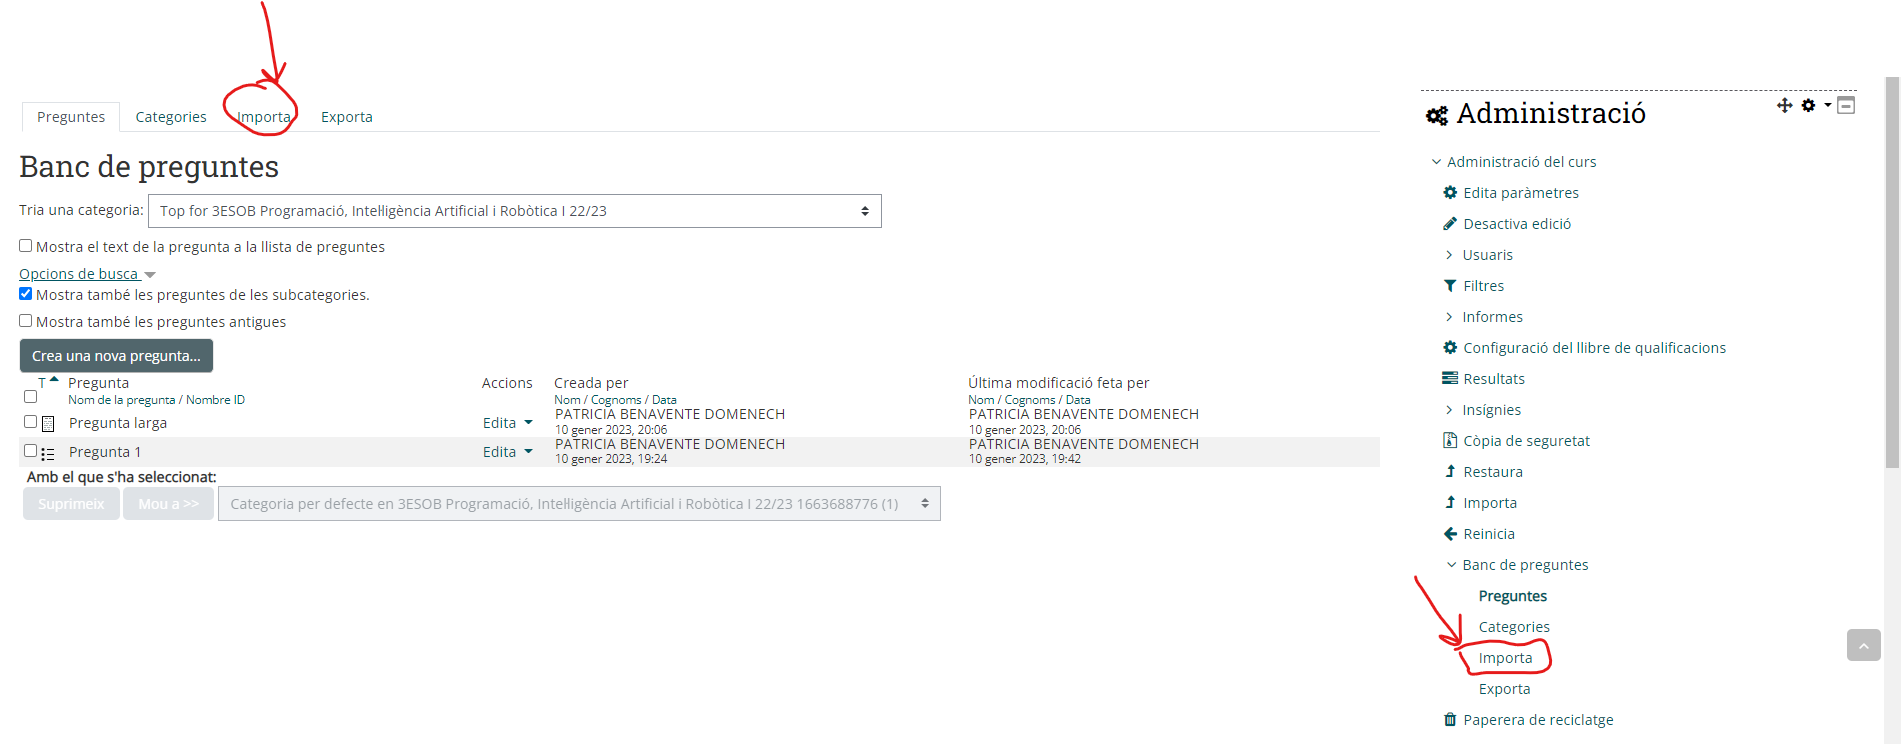 Preguntes Categories Importa Exporta
Banc de preguntes
Tria una categoria: Top for 3ESOB Programació, Intel·ligència Artificial i Robòtica I 22/23
Mostra el text de la pregunta a la llista de preguntes
Opcions de busca
Mostra també les preguntes de les subcategories.
Mostra també les preguntes antigues
Crea una nova pregunta...
T Pregunta Accions Creada per Última modificació feta per
Nom de la pregunta / Nombre ID Nom / Cognoms / Data Nom / Cognoms / Data
Pregunta larga Edita PATRICIA BENAVENTE DOMENECH PATRICIA BENAVENTE DOMENECH
10 gener 2023, 20:06 10 gener 2023, 20:06
Pregunta 1 Edita PATRICIA BENAVENTE DOMENECH PATRICIA BENAVENTE DOMENECH
10 gener 2023, 19:24 10 gener 2023, 19:42
Amb el que s'ha seleccionat:
Suprimeix Mou a >> Categoria per defecte en 3ESOB Programació, Intel·ligència Artificial i Robòtica I 22/23 1663688776 (1)
Administració
Administració del curs
Edita paràmetres
Desactiva edició
Usuaris
Filtres
Informes
Configuració del llibre de qualificacions
Resultats
Insígnies
Còpia de seguretat
Restaura
Importa
Reinicia
Banc de preguntes
Preguntes
Categories
Importa
Exporta
Paperera de reciclatge